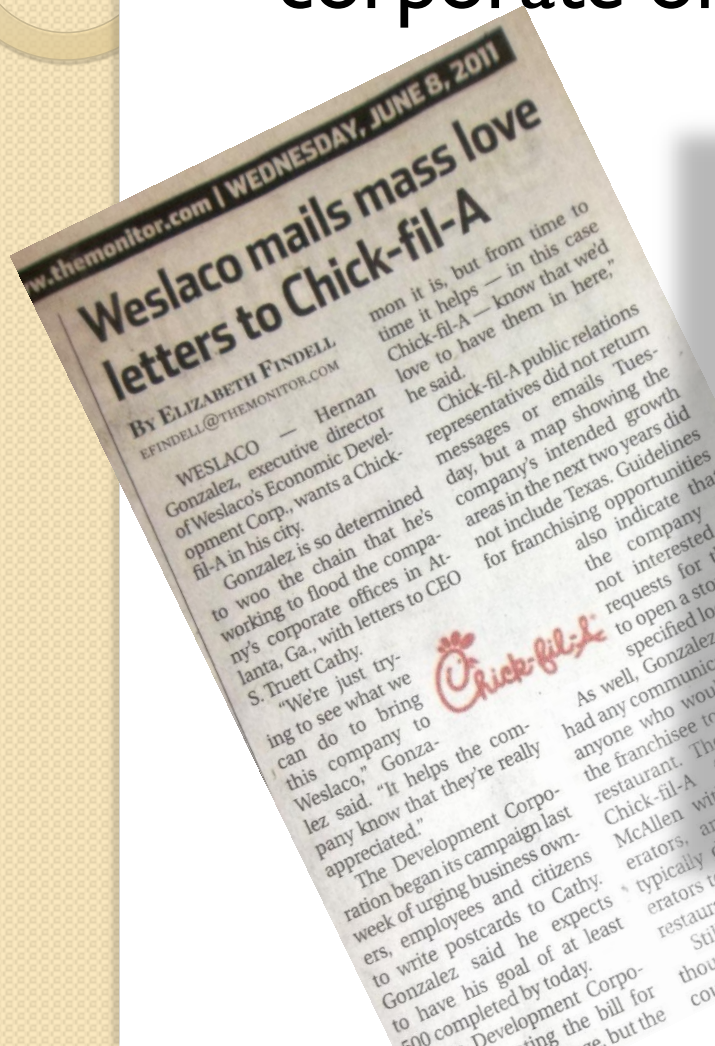 corporate
www.themonitor.com | WEDNESDAY, JUNE 8, 2011
Weslaco mails mass love
letters to Chick-fil-A
BY ELIZABETH FINDELL
EFINDELL@THEMONITOR.COM
WESLACO — Hernan
Gonzalez, executive director
of Weslaco's Economic Devel-
opment Corp., wants a Chick-
fil-A in his city.
Gonzalez is so determined
to woo the chain that he's
working to flood the compa-
ny's corporate offices in At-
lanta, Ga., with letters to CEO
S. Truett Cathy.
"We're just try-
ing to see what we
can do to bring
this company to
Weslaco," Gonza-
lez said. "It helps the com-
pany know that they're really
appreciated."
The Development Corpo-
ration began its campaign last
week of urging business own-
ers, employees and citizens
to write postcards to Cathy.
Gonzalez said he expects
to have his goal of at least
500 completed by today.
Development Corpo-
ting the bill for
ge, but the
mon it is, but from time to
time it helps — in this case
Chick-fil-A — know that we'd
love to have them in here,"
he said.
Chick-fil-A public relations
representatives did not return
messages or emails Tues-
day, but a map showing the
company's intended growth
areas in the next two years did
not include Texas. Guidelines
for franchising opportunities
also indicate that
the company
not interested
requests for
to open a sto
specified lo
Chick-fil-A
As well, Gonzalez
had any communic
anyone who wou
the franchisee to
restaurant. The
Chick-fil-A
McAllen wit
erators, an
typically
erators to
restaur
Stil
thou
cou